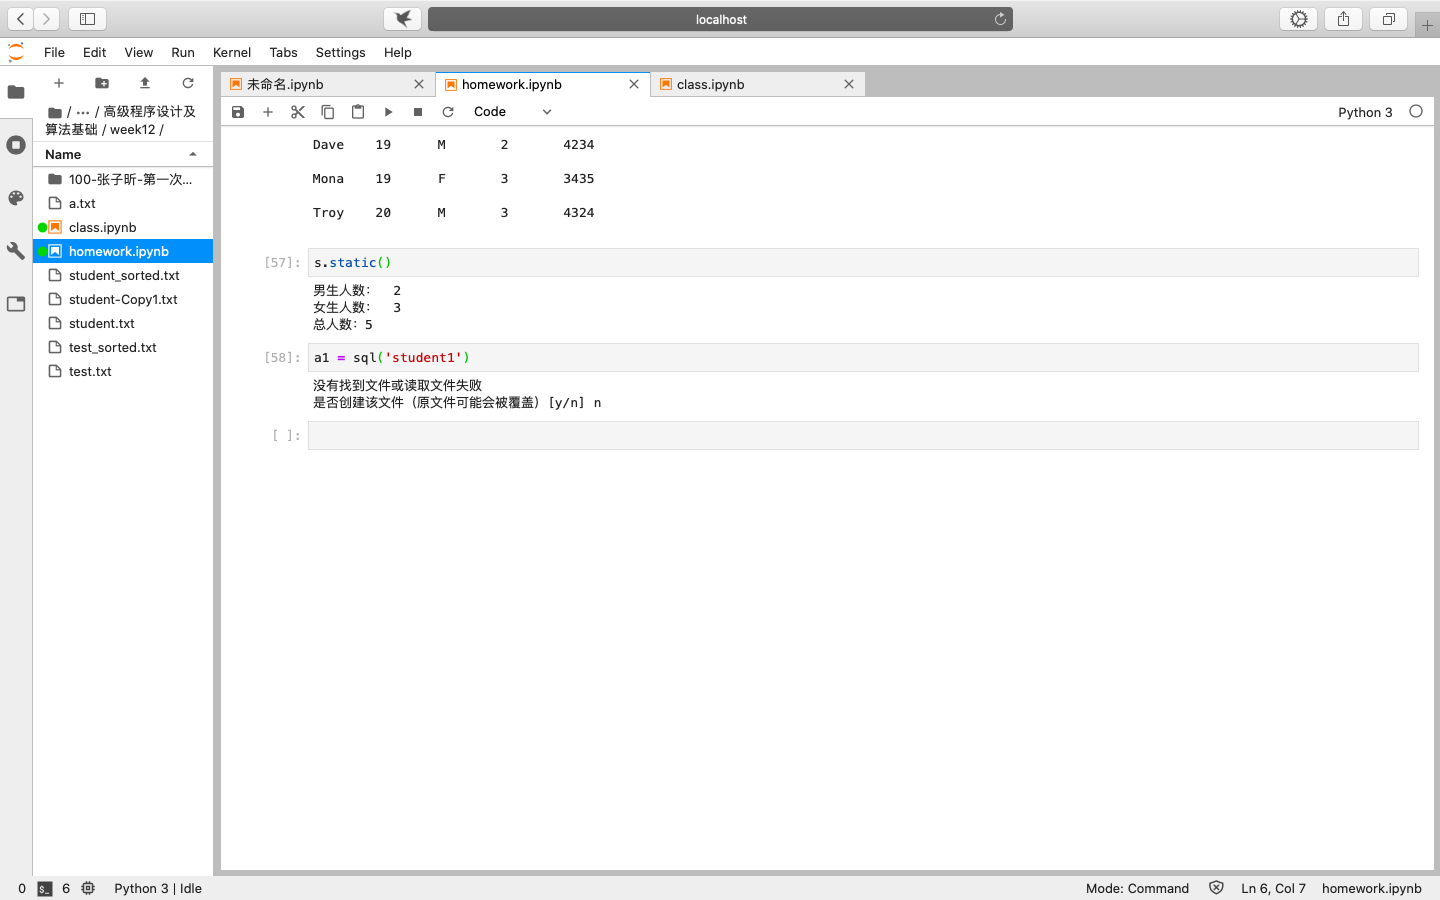 localhost
File Edit View Run Kernel Tabs Settings Help
未命名.ipynb
homework.ipynb
class.ipynb
/ ··· / 高级程序设计及
算法基础 / week12 /
Code
Python 3
Name
100-张子昕-第一次...
a.txt
class.ipynb
homework.ipynb
student_sorted.txt
student-Copy1.txt
student.txt
test_sorted.txt
test.txt
Dave 19 M 2 4234
Mona 19 F 3 3435
Troy 20 M 3 4324
[57]: s.static()
男生人数: 2
女生人数: 3
总人数: 5
[58]: a1 = sql('student1')
没有找到文件或读取文件失败
是否创建该文件（原文件可能会被覆盖）[y/n] n
[ ]:
0 $_ 6 Python 3 | Idle Mode: Command Ln 6, Col 7 homework.ipynb